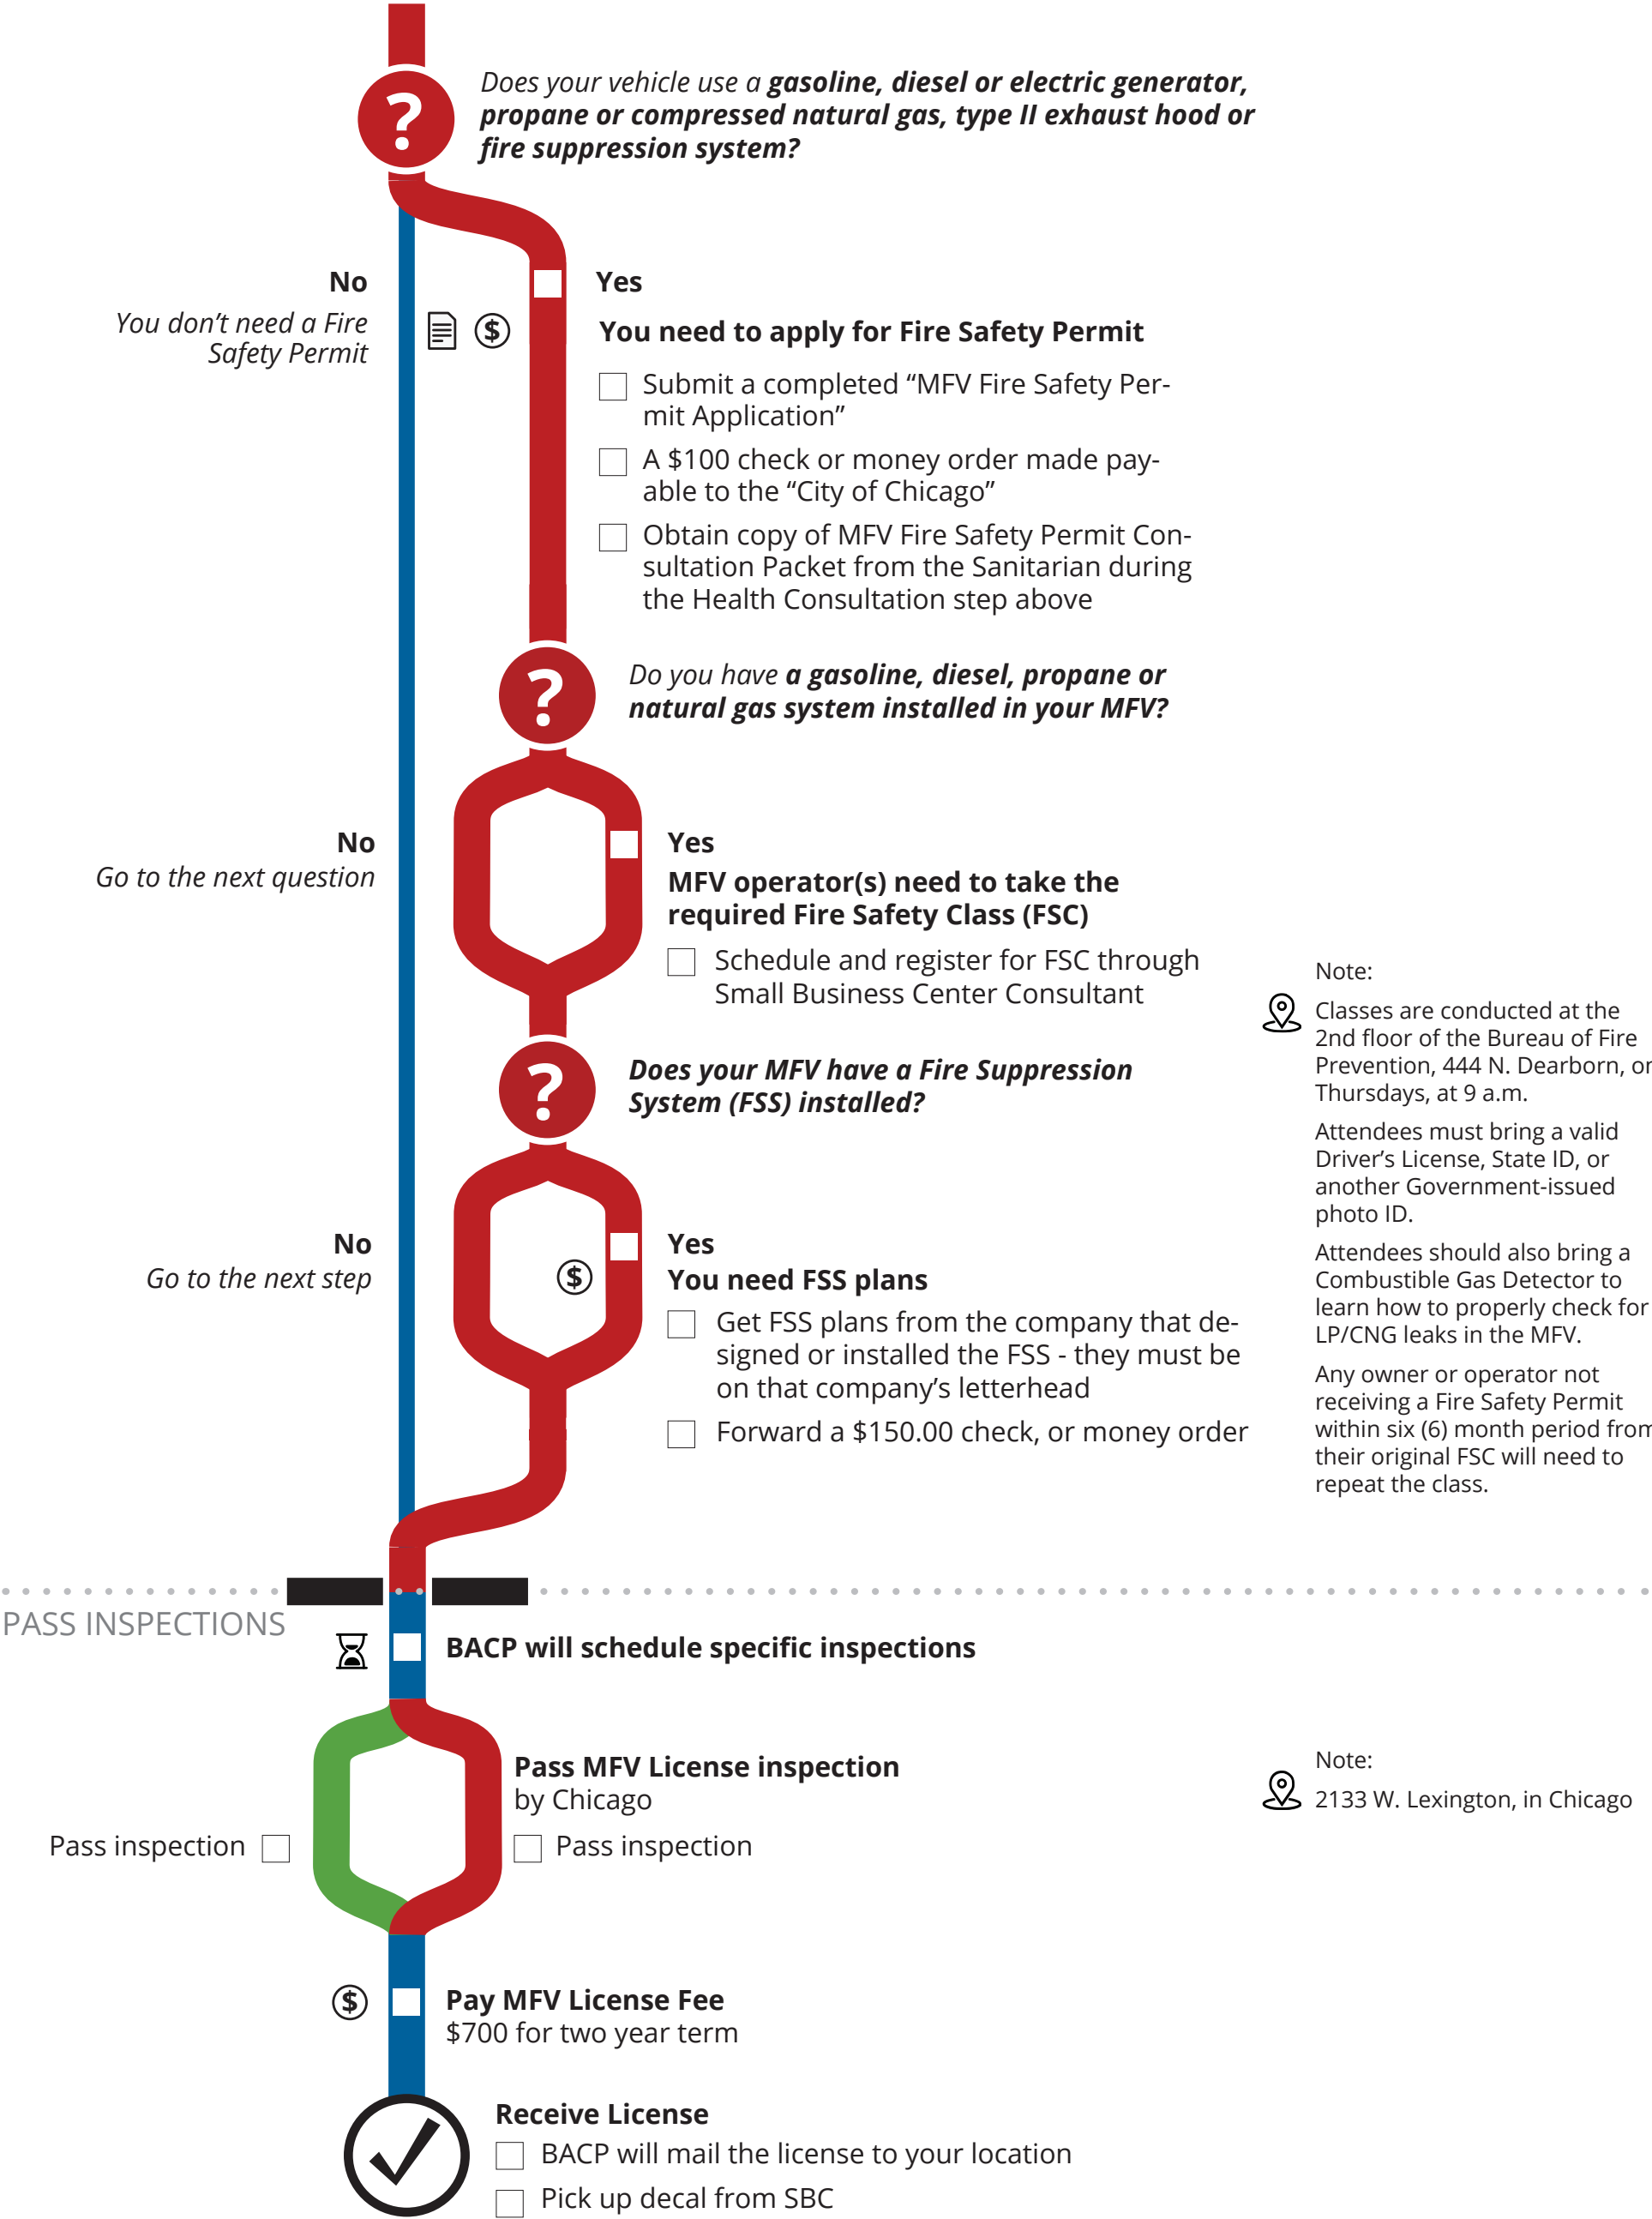 ?
Does your vehicle use a gasoline, diesel or electric generator,
propane or compressed natural gas, type II exhaust hood or
fire suppression system?
No
You don't need a Fire
Safety Permit
$
Yes
You need to apply for Fire Safety Permit
Submit a completed “MFV Fire Safety Per-
mit Application”
A $100 check or money order made pay-
able to the “City of Chicago”
Obtain copy of MFV Fire Safety Permit Con-
sultation Packet from the Sanitarian during
the Health Consultation step above
?
Do you have a gasoline, diesel, propane or
natural gas system installed in your MFV?
No
Go to the next question
Yes
MFV operator(s) need to take the
required Fire Safety Class (FSC)
Schedule and register for FSC through
Small Business Center Consultant
Note:
Classes are conducted at the
2nd floor of the Bureau of Fire
Prevention, 444 N. Dearborn, on
Thursdays, at 9 a.m.
Attendees must bring a valid
Driver's License, State ID, or
another Government-issued
photo ID.
Attendees should also bring a
Combustible Gas Detector to
learn how to properly check for
LP/CNG leaks in the MFV.
Any owner or operator not
receiving a Fire Safety Permit
within six (6) month period from
their original FSC will need to
repeat the class.
?
Does your MFV have a Fire Suppression
System (FSS) installed?
No
Go to the next step
$
Yes
You need FSS plans
Get FSS plans from the company that de-
signed or installed the FSS - they must be
on that company's letterhead
Forward a $150.00 check, or money order
PASS INSPECTIONS
BACP will schedule specific inspections
Pass MFV License inspection
by Chicago
Pass inspection
Pass inspection
Note:
2133 W. Lexington, in Chicago
$
Pay MFV License Fee
$700 for two year term
Receive License
BACP will mail the license to your location
Pick up decal from SBC